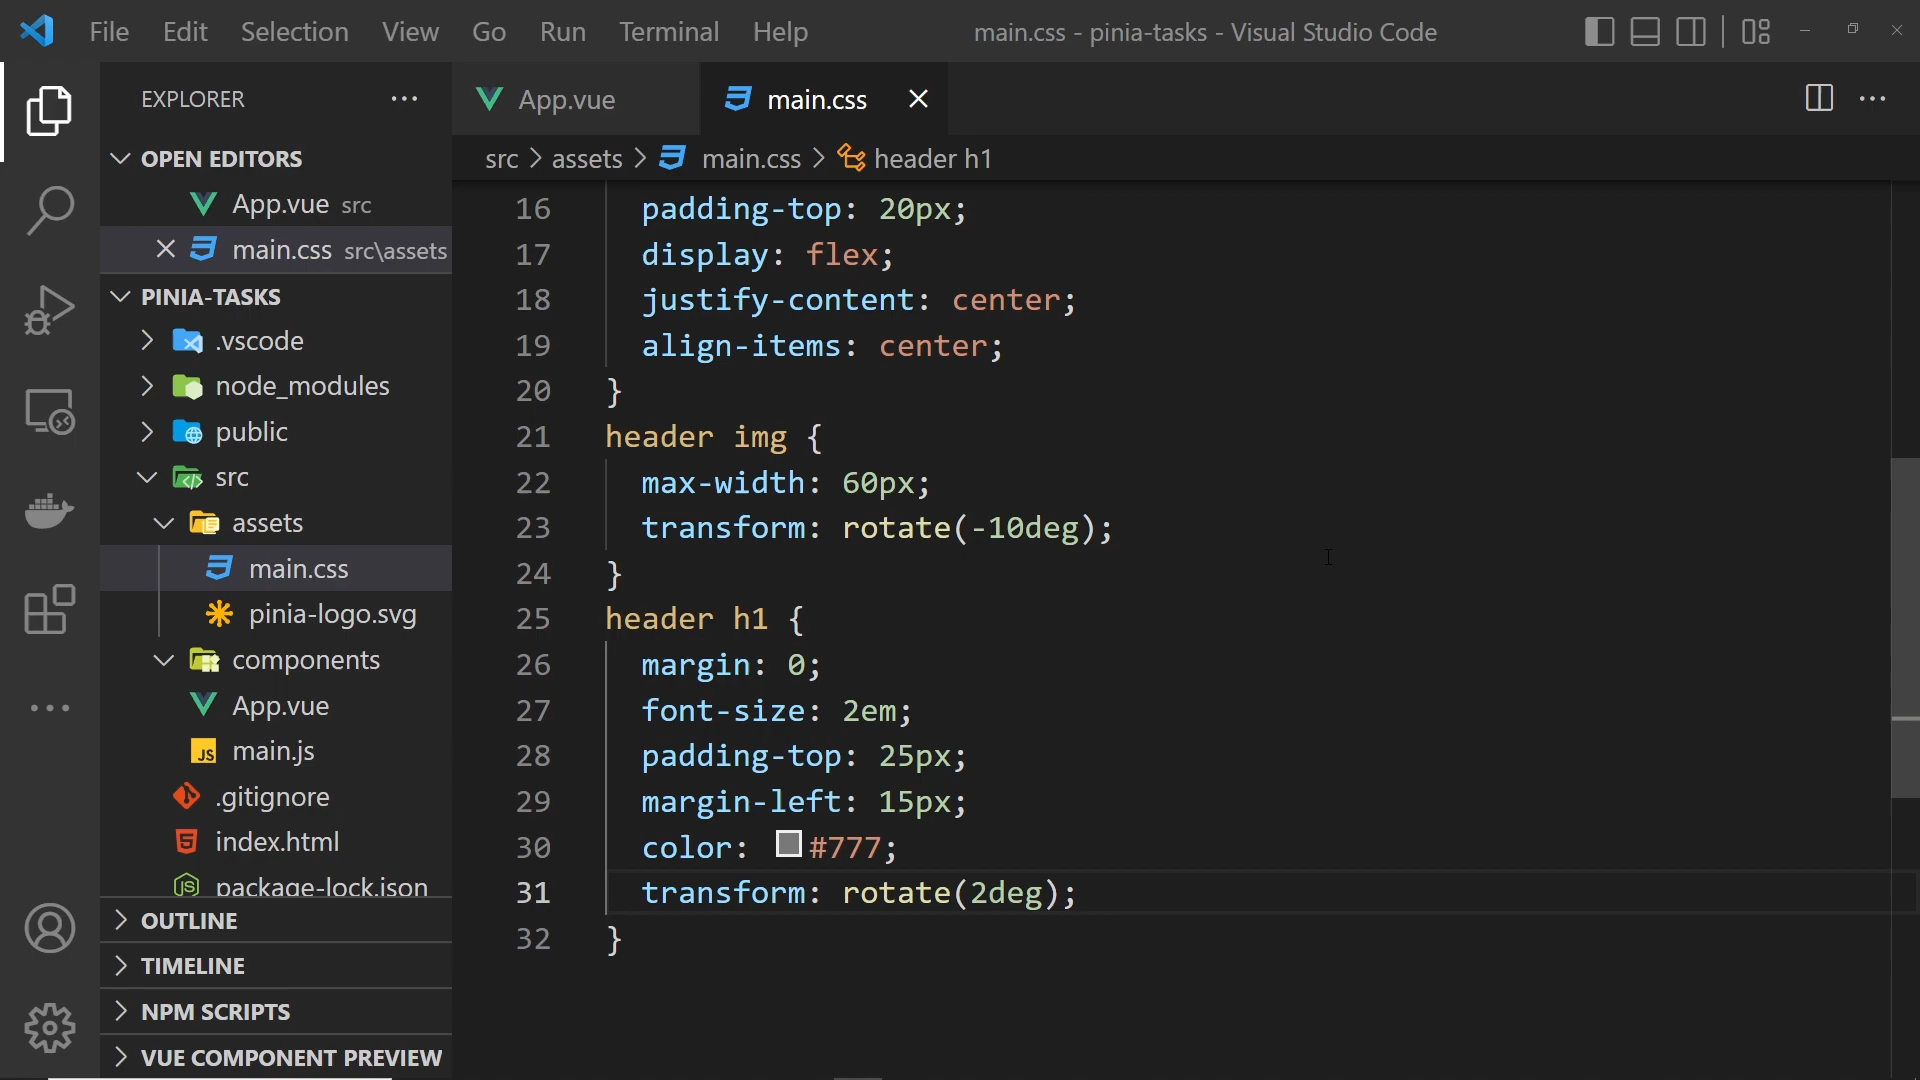 File Edit Selection View Go Run Terminal Help
main.css - pinia-tasks - Visual Studio Code
EXPLORER
OPEN EDITORS
App.vue src
main.css src\assets
PINIA-TASKS
.vscode
node_modules
public
src
assets
main.css
pinia-logo.svg
components
App.vue
main.js
.gitignore
index.html
package-lock.json
OUTLINE
TIMELINE
NPM SCRIPTS
VUE COMPONENT PREVIEW
App.vue
main.css
src > assets > main.css > header h1
16 padding-top: 20px;
17 display: flex;
18 justify-content: center;
19 align-items: center;
20 }
21 header img {
22 max-width: 60px;
23 transform: rotate(-10deg);
24 }
25 header h1 {
26 margin: 0;
27 font-size: 2em;
28 padding-top: 25px;
29 margin-left: 15px;
30 color: #777;
31 transform: rotate(2deg);
32 }